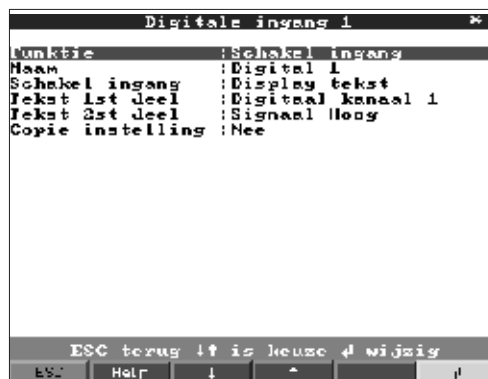 Digitale ingang 1
Funktie :Schakel ingang
Naam :Digital 1
Schakel ingang :Display tekst
Tekst 1st deel :Digitaal kanaal 1
Tekst 2st deel :Signaal Hoog
Copie instelling :Nee
ESC terug ↓↑ is keuze ↲ wijzig
ESC Help ↓ ↑ ↲